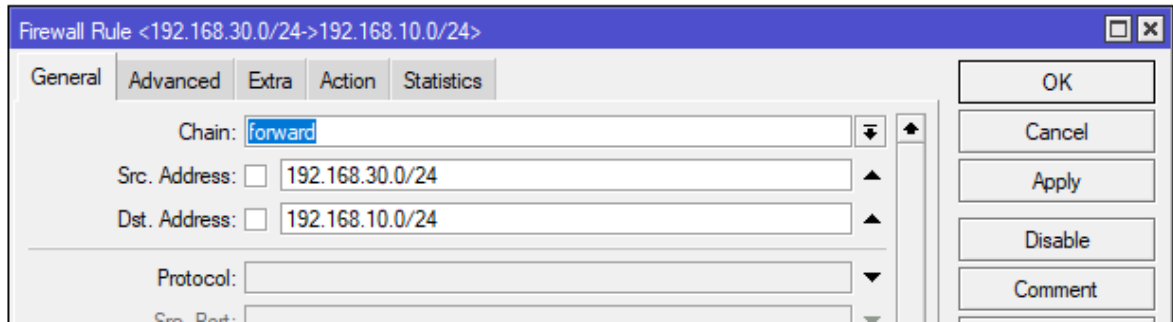 Firewall Rule <192.168.30.0/24->192.168.10.0/24>
General Advanced Extra Action Statistics
OK
Chain: forward
Cancel
Src. Address: 192.168.30.0/24
Apply
Dst. Address: 192.168.10.0/24
Disable
Protocol:
Comment
Src. Port: